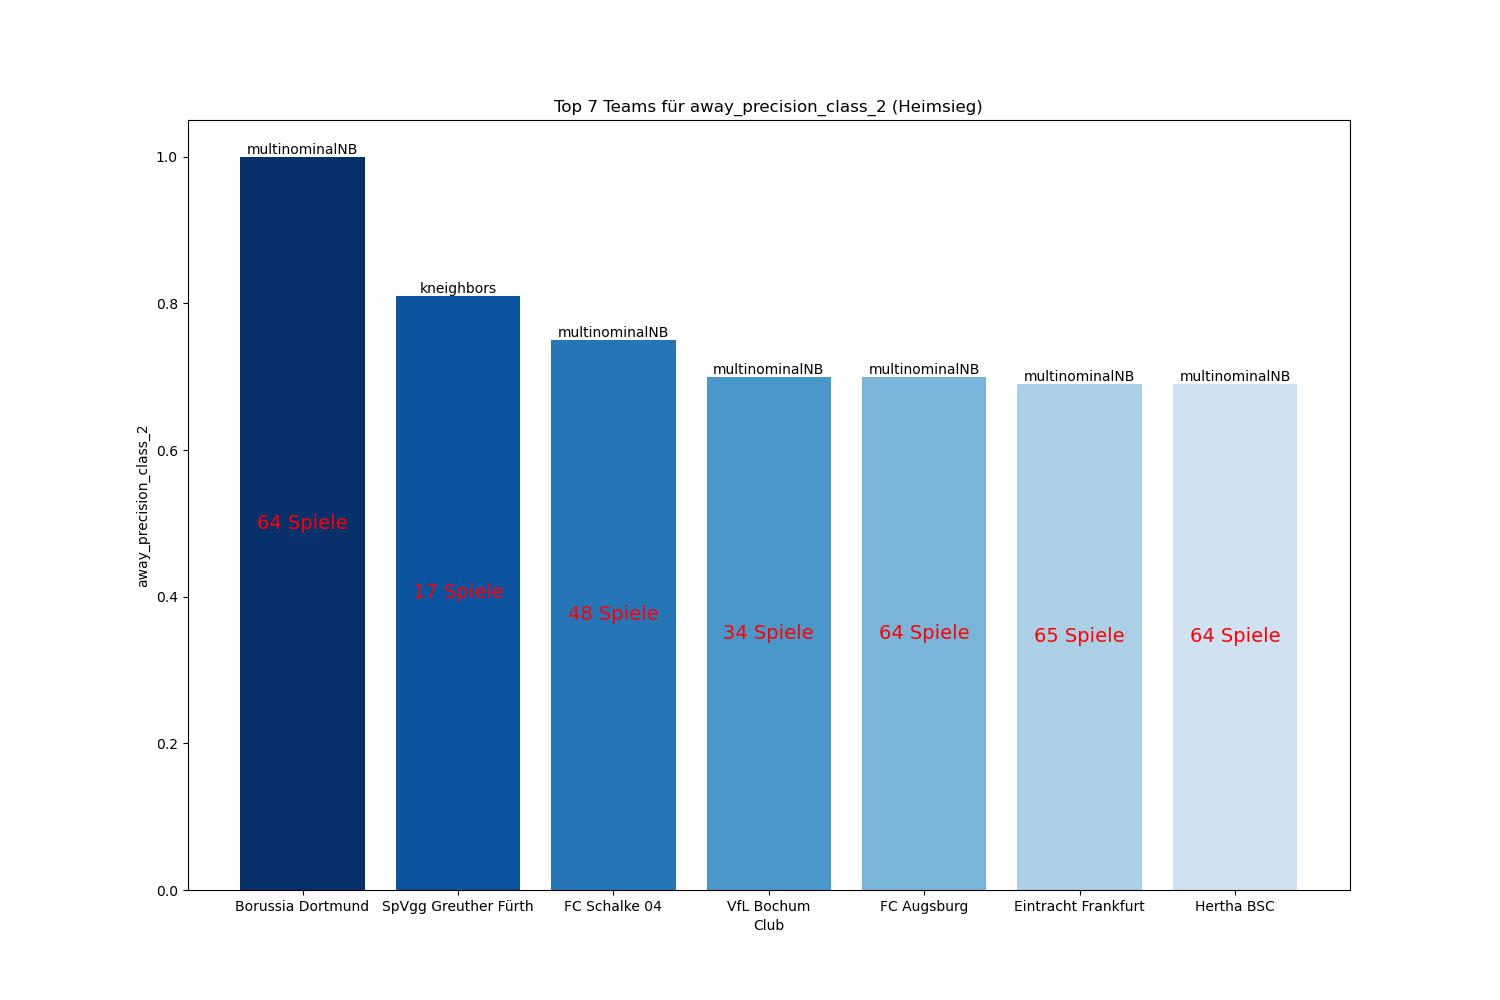 Top 7 Teams für away_precision_class_2 (Heimsieg)
away_precision_class_2
1.0
0.8
0.6
0.4
0.2
0.0
multinominalNB
kneighbors
multinominalNB
multinominalNB
multinominalNB
multinominalNB
multinominalNB
64 Spiele
17 Spiele
48 Spiele
34 Spiele
64 Spiele
65 Spiele
64 Spiele
Borussia Dortmund
SpVgg Greuther Fürth
FC Schalke 04
VfL Bochum
FC Augsburg
Eintracht Frankfurt
Hertha BSC
Club